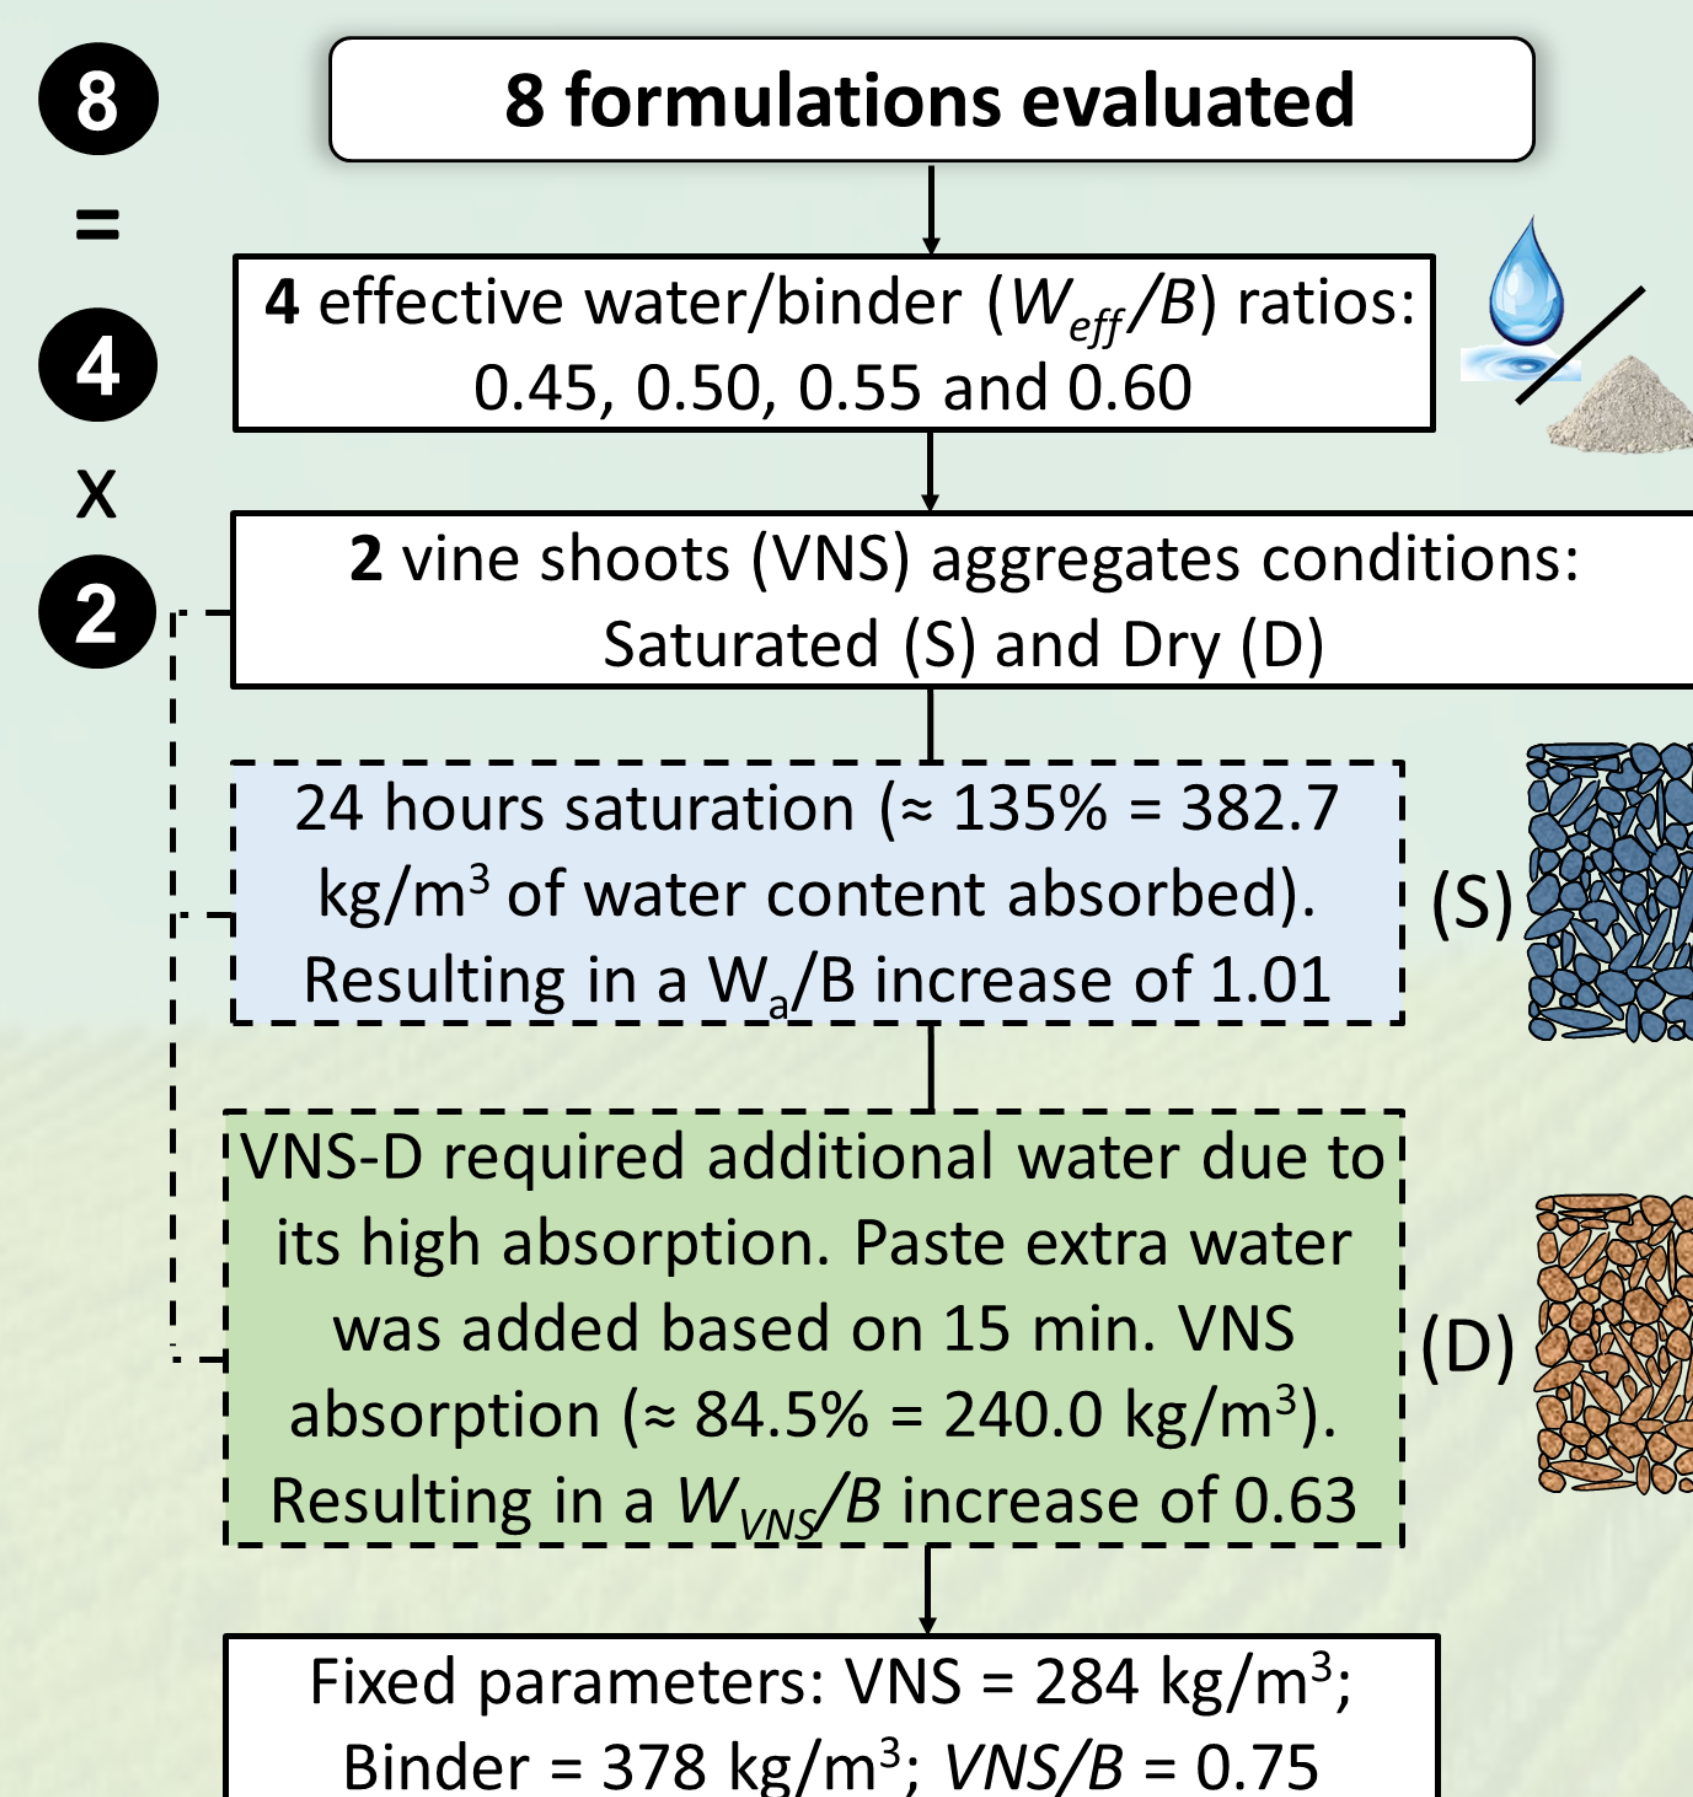 8
8 formulations evaluated
=
4
4 effective water/binder (W_eff/B) ratios:
0.45, 0.50, 0.55 and 0.60
x
2
2 vine shoots (VNS) aggregates conditions:
Saturated (S) and Dry (D)
24 hours saturation (≈ 135% = 382.7
kg/m³ of water content absorbed).
Resulting in a Wₐ/B increase of 1.01
(S)
VNS-D required additional water due to
its high absorption. Paste extra water
was added based on 15 min. VNS
absorption (≈ 84.5% = 240.0 kg/m³).
Resulting in a W_VNS/B increase of 0.63
(D)
Fixed parameters: VNS = 284 kg/m³;
Binder = 378 kg/m³; VNS/B = 0.75